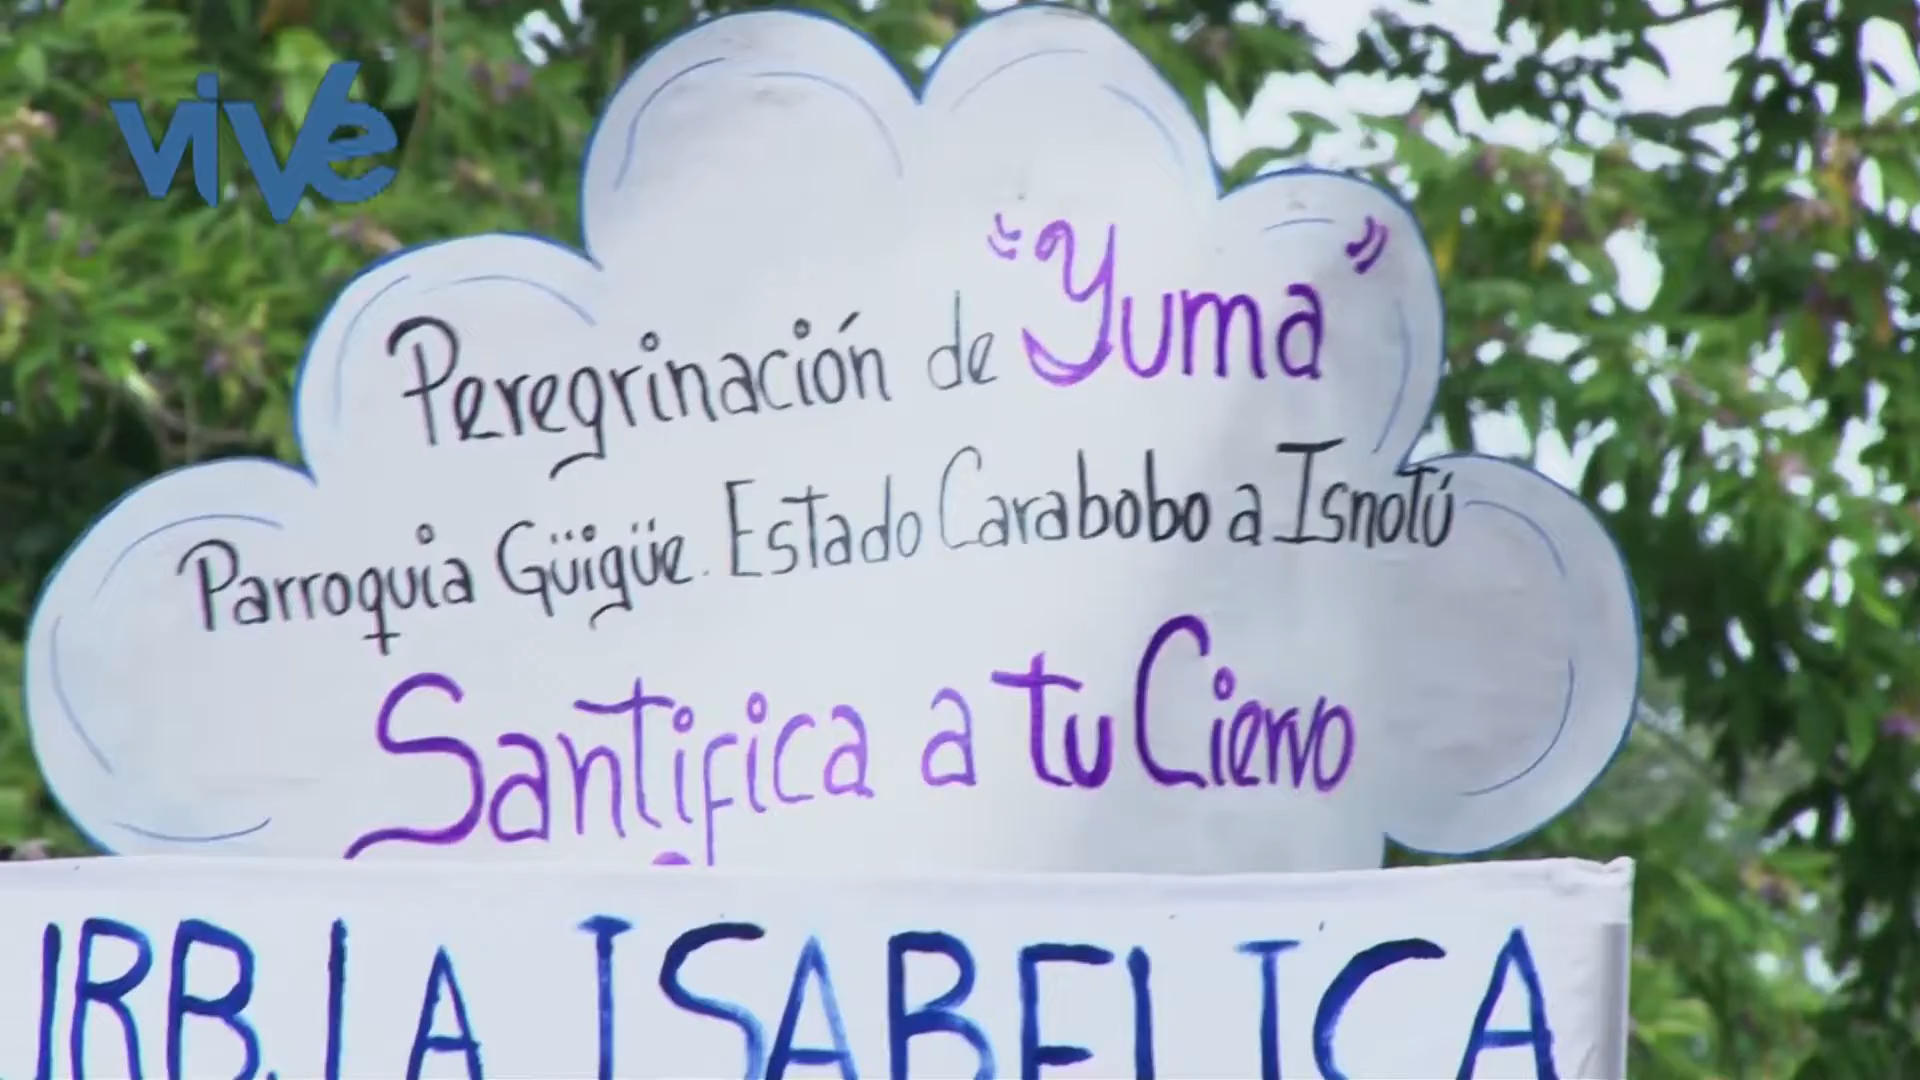 vive
Peregrinación de "Yuma"
Parroquia Güigüe. Estado Carabobo a Isnotú
Santifica a tu Ciervo
URB. LA ISABELICA